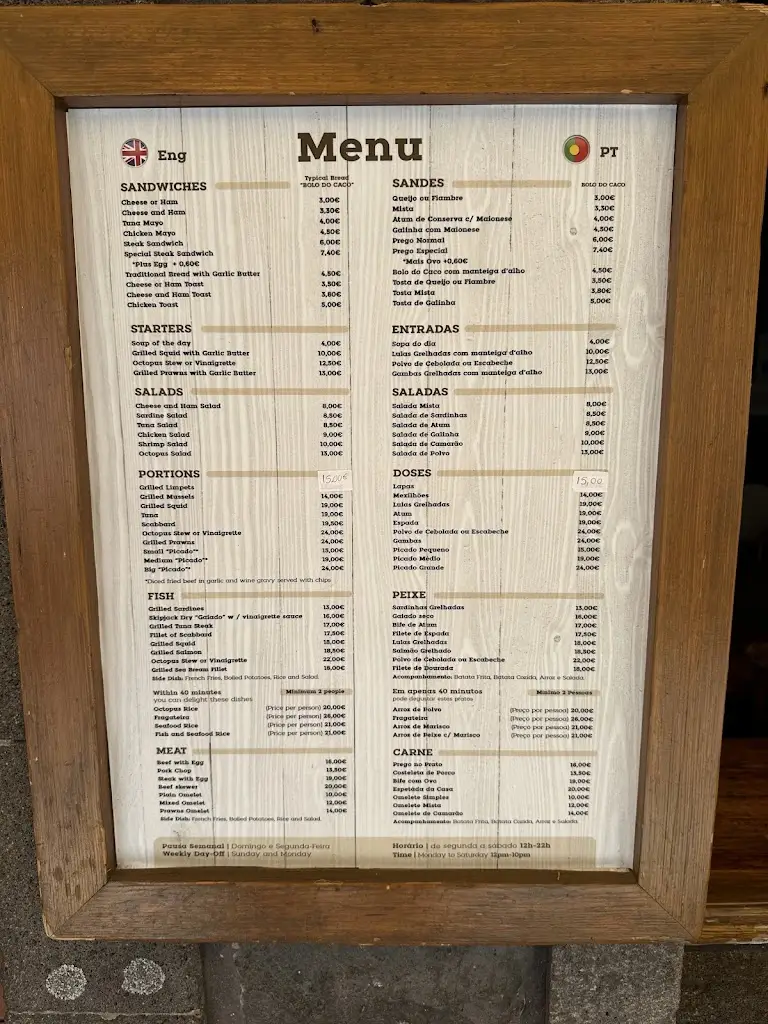 Menu
Eng
SANDWICHES Typical Bread "BOLO DO CACO"
Cheese or Ham 3,00€
Cheese and Ham 3,30€
Tuna Mayo 4,00€
Chicken Mayo 4,50€
Steak Sandwich 6,00€
Special Steak Sandwich 7,40€
*Plus Egg + 0,60€
Traditional Bread with Garlic Butter 4,50€
Cheese or Ham Toast 3,50€
Cheese and Ham Toast 3,80€
Chicken Toast 5,00€
STARTERS
Soup of the day 4,00€
Grilled Squid with Garlic Butter 10,00€
Octopus Stew or Vinaigrette 12,50€
Grilled Prawns with Garlic Butter 13,00€
SALADS
Cheese and Ham Salad 8,00€
Sardine Salad 8,50€
Tuna Salad 8,50€
Chicken Salad 9,00€
Shrimp Salad 10,00€
Octopus Salad 13,00€
PORTIONS
Grilled Limpets 15,00€
Grilled Mussels 14,00€
Grilled Squid 19,00€
Tuna 19,00€
Scabbard 19,50€
Octopus Stew or Vinaigrette 24,00€
Grilled Prawns 24,00€
Small "Picado"* 15,00€
Medium "Picado"* 19,00€
Big "Picado"* 24,00€
*Diced fried beef in garlic and wine gravy served with chips
FISH
Grilled Sardines 13,00€
Skipjack Dry "Gaiado" w / vinaigrette sauce 16,00€
Grilled Tuna Steak 17,00€
Fillet of Scabbard 17,50€
Grilled Squid 18,00€
Grilled Salmon 18,50€
Octopus Stew or Vinaigrette 22,00€
Grilled Sea Bream Fillet 18,00€
Side Dish: French Fries, Boiled Potatoes, Rice and Salad.
Within 40 minutes Minimum 2 people
you can delight these dishes
Octopus Rice (Price per person) 20,00€
Fragateira (Price per person) 26,00€
Seafood Rice (Price per person) 21,00€
Fish and Seafood Rice (Price per person) 21,00€
MEAT
Beef with Egg 16,00€
Pork Chop 13,50€
Steak with Egg 19,00€
Beef skewer 20,00€
Plain Omelet 10,00€
Mixed Omelet 12,00€
Prawns Omelet 14,00€
Side Dish: French Fries, Boiled Potatoes, Rice and Salad.
Pausa Semanal | Domingo e Segunda-Feira
Weekly Day-Off | Sunday and Monday
PT
SANDES BOLO DO CACO
Queijo ou Fiambre 3,00€
Mista 3,30€
Atum de Conserva c/ Maionese 4,00€
Galinha com Maionese 4,50€
Prego Normal 6,00€
Prego Especial 7,40€
*Mais Ovo +0,60€
Bolo do Caco com manteiga d'alho 4,50€
Tosta de Queijo ou Fiambre 3,50€
Tosta Mista 3,80€
Tosta de Galinha 5,00€
ENTRADAS
Sopa do dia 4,00€
Lulas Grelhadas com manteiga d'alho 10,00€
Polvo de Cebolada ou Escabeche 12,50€
Gambas Grelhadas com manteiga d'alho 13,00€
SALADAS
Salada Mista 8,00€
Salada de Sardinhas 8,50€
Salada de Atum 8,50€
Salada de Galinha 9,00€
Salada de Camarão 10,00€
Salada de Polvo 13,00€
DOSES
Lapas 15,00
Mexilhões 14,00€
Lulas Grelhadas 19,00€
Atum 19,00€
Espada 19,00€
Polvo de Cebolada ou Escabeche 24,00€
Gambas 24,00€
Picado Pequeno 15,00€
Picado Médio 19,00€
Picado Grande 24,00€
PEIXE
Sardinhas Grelhadas 13,00€
Gaiado seco 16,00€
Bife de Atum 17,00€
Filete de Espada 17,50€
Lulas Grelhadas 18,00€
Salmão Grelhado 18,50€
Polvo de Cebolada ou Escabeche 22,00€
Filete de Dourada 18,00€
Acompanhamento: Batata Frita, Batata Cozida, Arroz e Salada.
Em apenas 40 minutos Mínimo 2 Pessoas
pode degustar estes pratos
Arroz de Polvo (Preço por pessoa) 20,00€
Fragateira (Preço por pessoa) 26,00€
Arroz de Marisco (Preço por pessoa) 21,00€
Arroz de Peixe c/ Marisco (Preço por pessoa) 21,00€
CARNE
Prego no Prato 16,00€
Costeleta de Porco 13,50€
Bife com Ovo 19,00€
Espetada da Casa 20,00€
Omelete Simples 10,00€
Omelete Mista 12,00€
Omelete de Camarão 14,00€
Acompanhamento: Batata Frita, Batata Cozida, Arroz e Salada.
Horário | de segunda a sábado 12h-22h
Time | Monday to Saturday 12pm-10pm